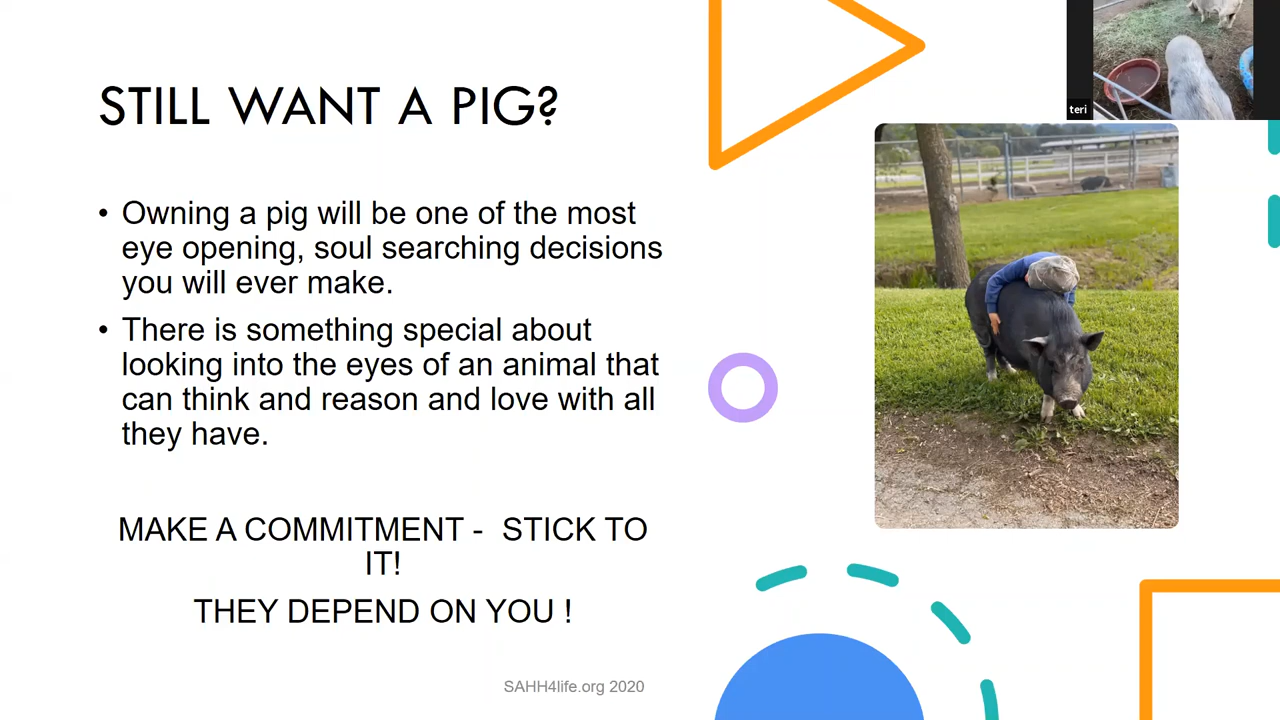 STILL WANT A PIG?
• Owning a pig will be one of the most
eye opening, soul searching decisions
you will ever make.
• There is something special about
looking into the eyes of an animal that
can think and reason and love with all
they have.
MAKE A COMMITMENT -  STICK TO
IT!
THEY DEPEND ON YOU !
SAHH4life.org 2020
teri